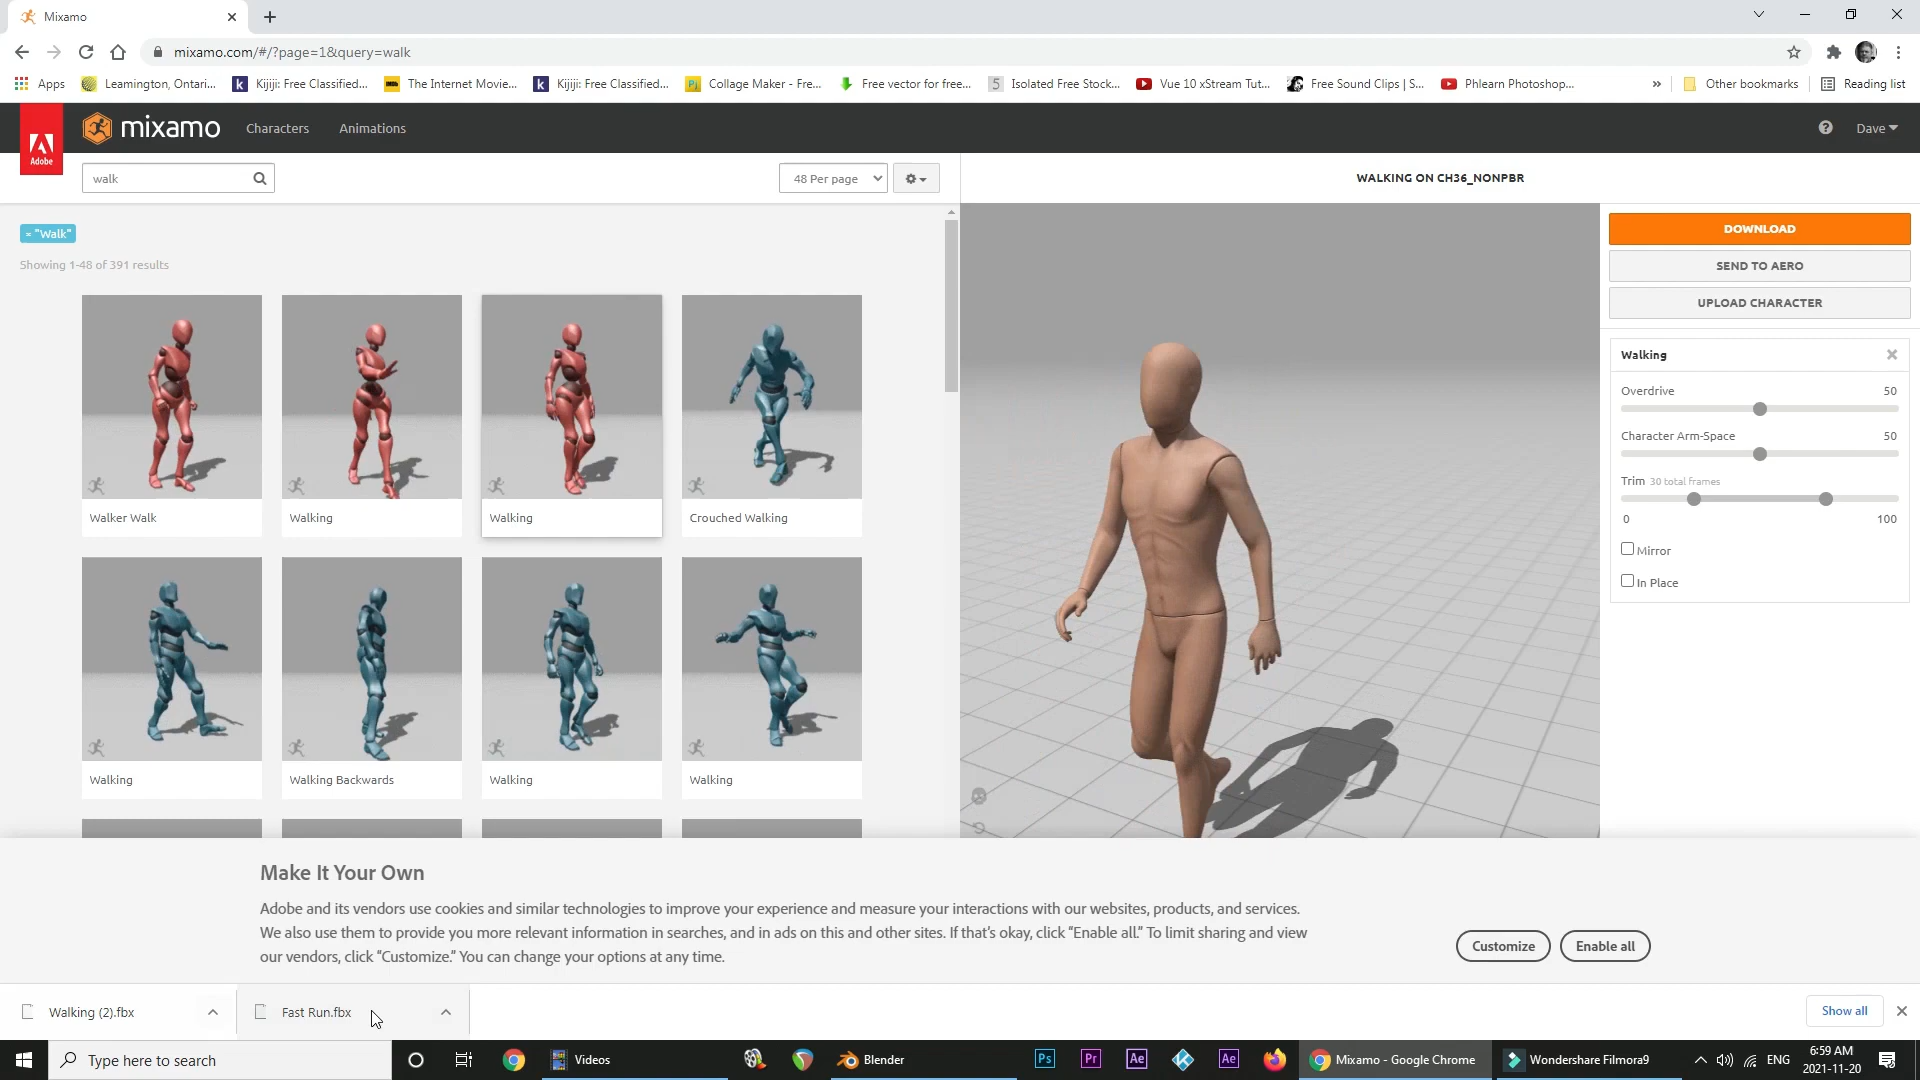 Mixamo
mixamo.com/#/?page=1&query=walk
Apps
Leamington, Ontari...
Kijiji: Free Classified...
The Internet Movie...
Kijiji: Free Classified...
Collage Maker - Fre...
Free vector for free...
Isolated Free Stock...
Vue 10 xStream Tut...
Free Sound Clips | S...
Phlearn Photoshop...
»
Other bookmarks
Reading list
Adobe
mixamo
Characters
Animations
Dave
walk
48 Per page
WALKING ON CH36_NONPBR
× "Walk"
Showing 1-48 of 391 results
Walker Walk
Walking
Walking
Crouched Walking
Walking
Walking Backwards
Walking
Walking
DOWNLOAD
SEND TO AERO
UPLOAD CHARACTER
Walking
Overdrive 50
Character Arm-Space 50
Trim 30 total frames
0 100
Mirror
In Place
Make It Your Own
Adobe and its vendors use cookies and similar technologies to improve your experience and measure your interactions with our websites, products, and services.
We also use them to provide you more relevant information in searches, and in ads on this and other sites. If that's okay, click "Enable all." To limit sharing and view
our vendors, click "Customize." You can change your options at any time.
Customize
Enable all
Walking (2).fbx
Fast Run.fbx
Show all
Type here to search
Videos
Blender
Ps
Pr
Ae
Ae
Mixamo - Google Chrome
Wondershare Filmora9
ENG
6:59 AM
2021-11-20